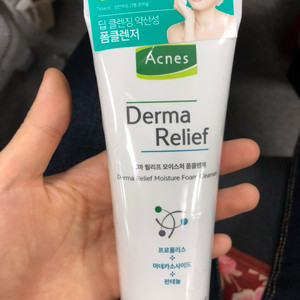 딥 클렌징 약산성
폼클렌저
Acnes
Derma
Relief
더마 릴리프 모이스처 폼클렌저
Derma Relief Moisture Foam Cleanser
프로폴리스
+
마데카소사이드
+
판테놀